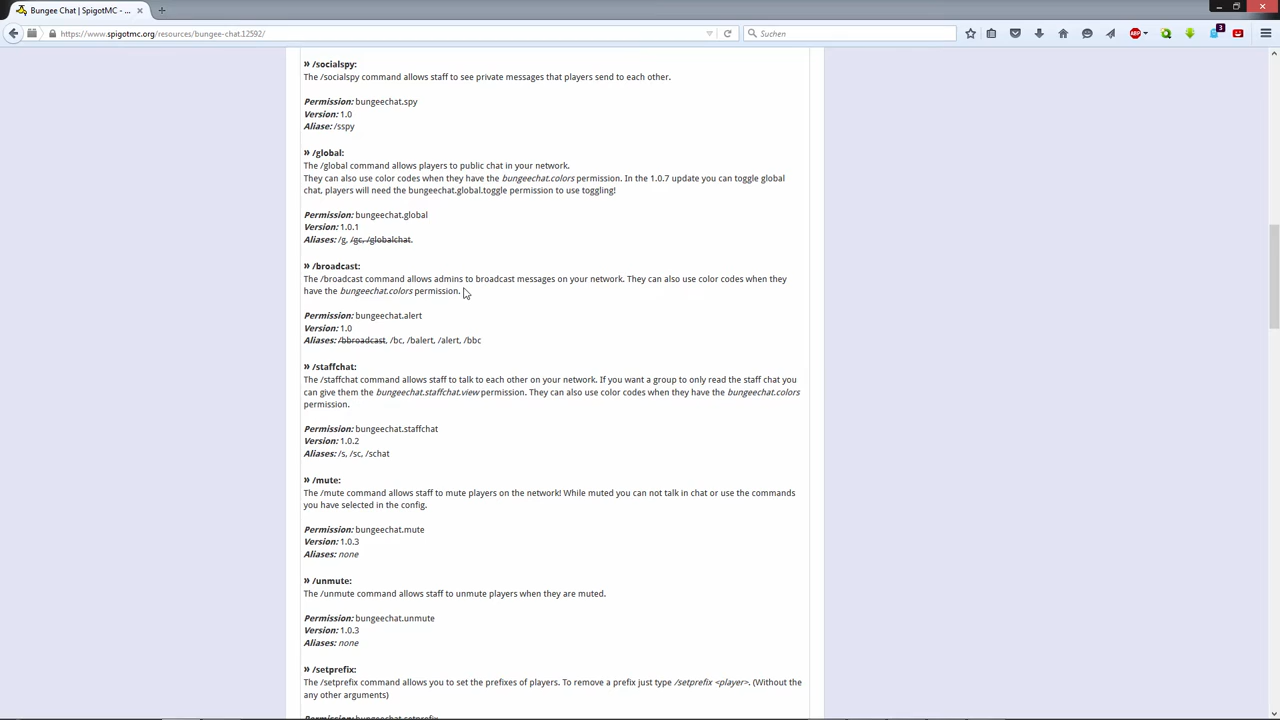 Bungee Chat | SpigotMC - ...
https://www.spigotmc.org/resources/bungee-chat.12592/
Suchen
ABP
3
» /socialspy:
The /socialspy command allows staff to see private messages that players send to each other.
Permission: bungeechat.spy
Version: 1.0
Aliase: /sspy
» /global:
The /global command allows players to public chat in your network.
They can also use color codes when they have the bungeechat.colors permission. In the 1.0.7 update you can toggle global
chat, players will need the bungeechat.global.toggle permission to use toggling!
Permission: bungeechat.global
Version: 1.0.1
Aliases: /g, /gc, /globalchat.
» /broadcast:
The /broadcast command allows admins to broadcast messages on your network. They can also use color codes when they
have the bungeechat.colors permission.
Permission: bungeechat.alert
Version: 1.0
Aliases: /bbroadcast, /bc, /balert, /alert, /bbc
» /staffchat:
The /staffchat command allows staff to talk to each other on your network. If you want a group to only read the staff chat you
can give them the bungeechat.staffchat.view permission. They can also use color codes when they have the bungeechat.colors
permission.
Permission: bungeechat.staffchat
Version: 1.0.2
Aliases: /s, /sc, /schat
» /mute:
The /mute command allows staff to mute players on the network! While muted you can not talk in chat or use the commands
you have selected in the config.
Permission: bungeechat.mute
Version: 1.0.3
Aliases: none
» /unmute:
The /unmute command allows staff to unmute players when they are muted.
Permission: bungeechat.unmute
Version: 1.0.3
Aliases: none
» /setprefix:
The /setprefix command allows you to set the prefixes of players. To remove a prefix just type /setprefix <player>. (Without the
any other arguments)
Permission: bungeechat.setprefix